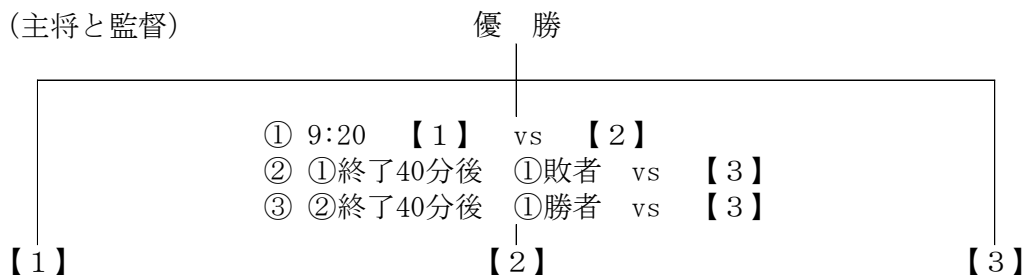 (主将と監督) 優　勝
① 9:20　【１】　vs　【２】
② ①終了40分後　①敗者　vs　【３】
③ ②終了40分後　①勝者　vs　【３】
【１】 【２】 【３】